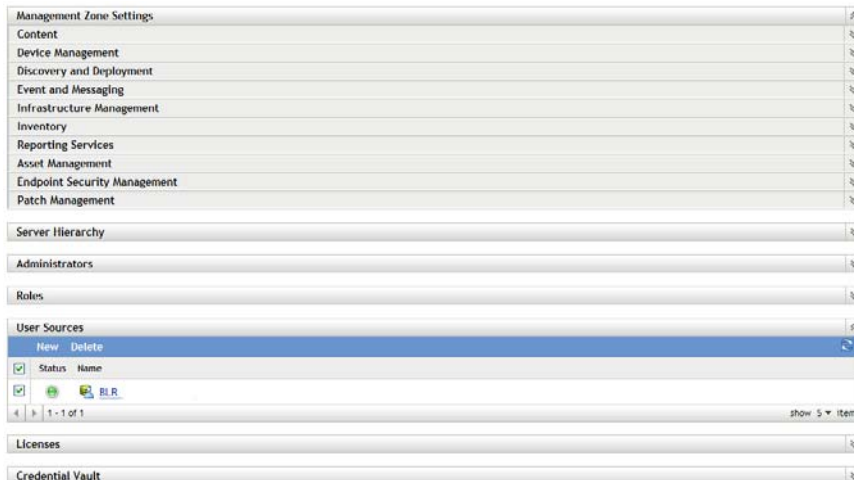 Management Zone Settings
Content
Device Management
Discovery and Deployment
Event and Messaging
Infrastructure Management
Inventory
Reporting Services
Asset Management
Endpoint Security Management
Patch Management
Server Hierarchy
Administrators
Roles
User Sources
New Delete
Status Name
BLR
1 - 1 of 1 show 5 item
Licenses
Credential Vault